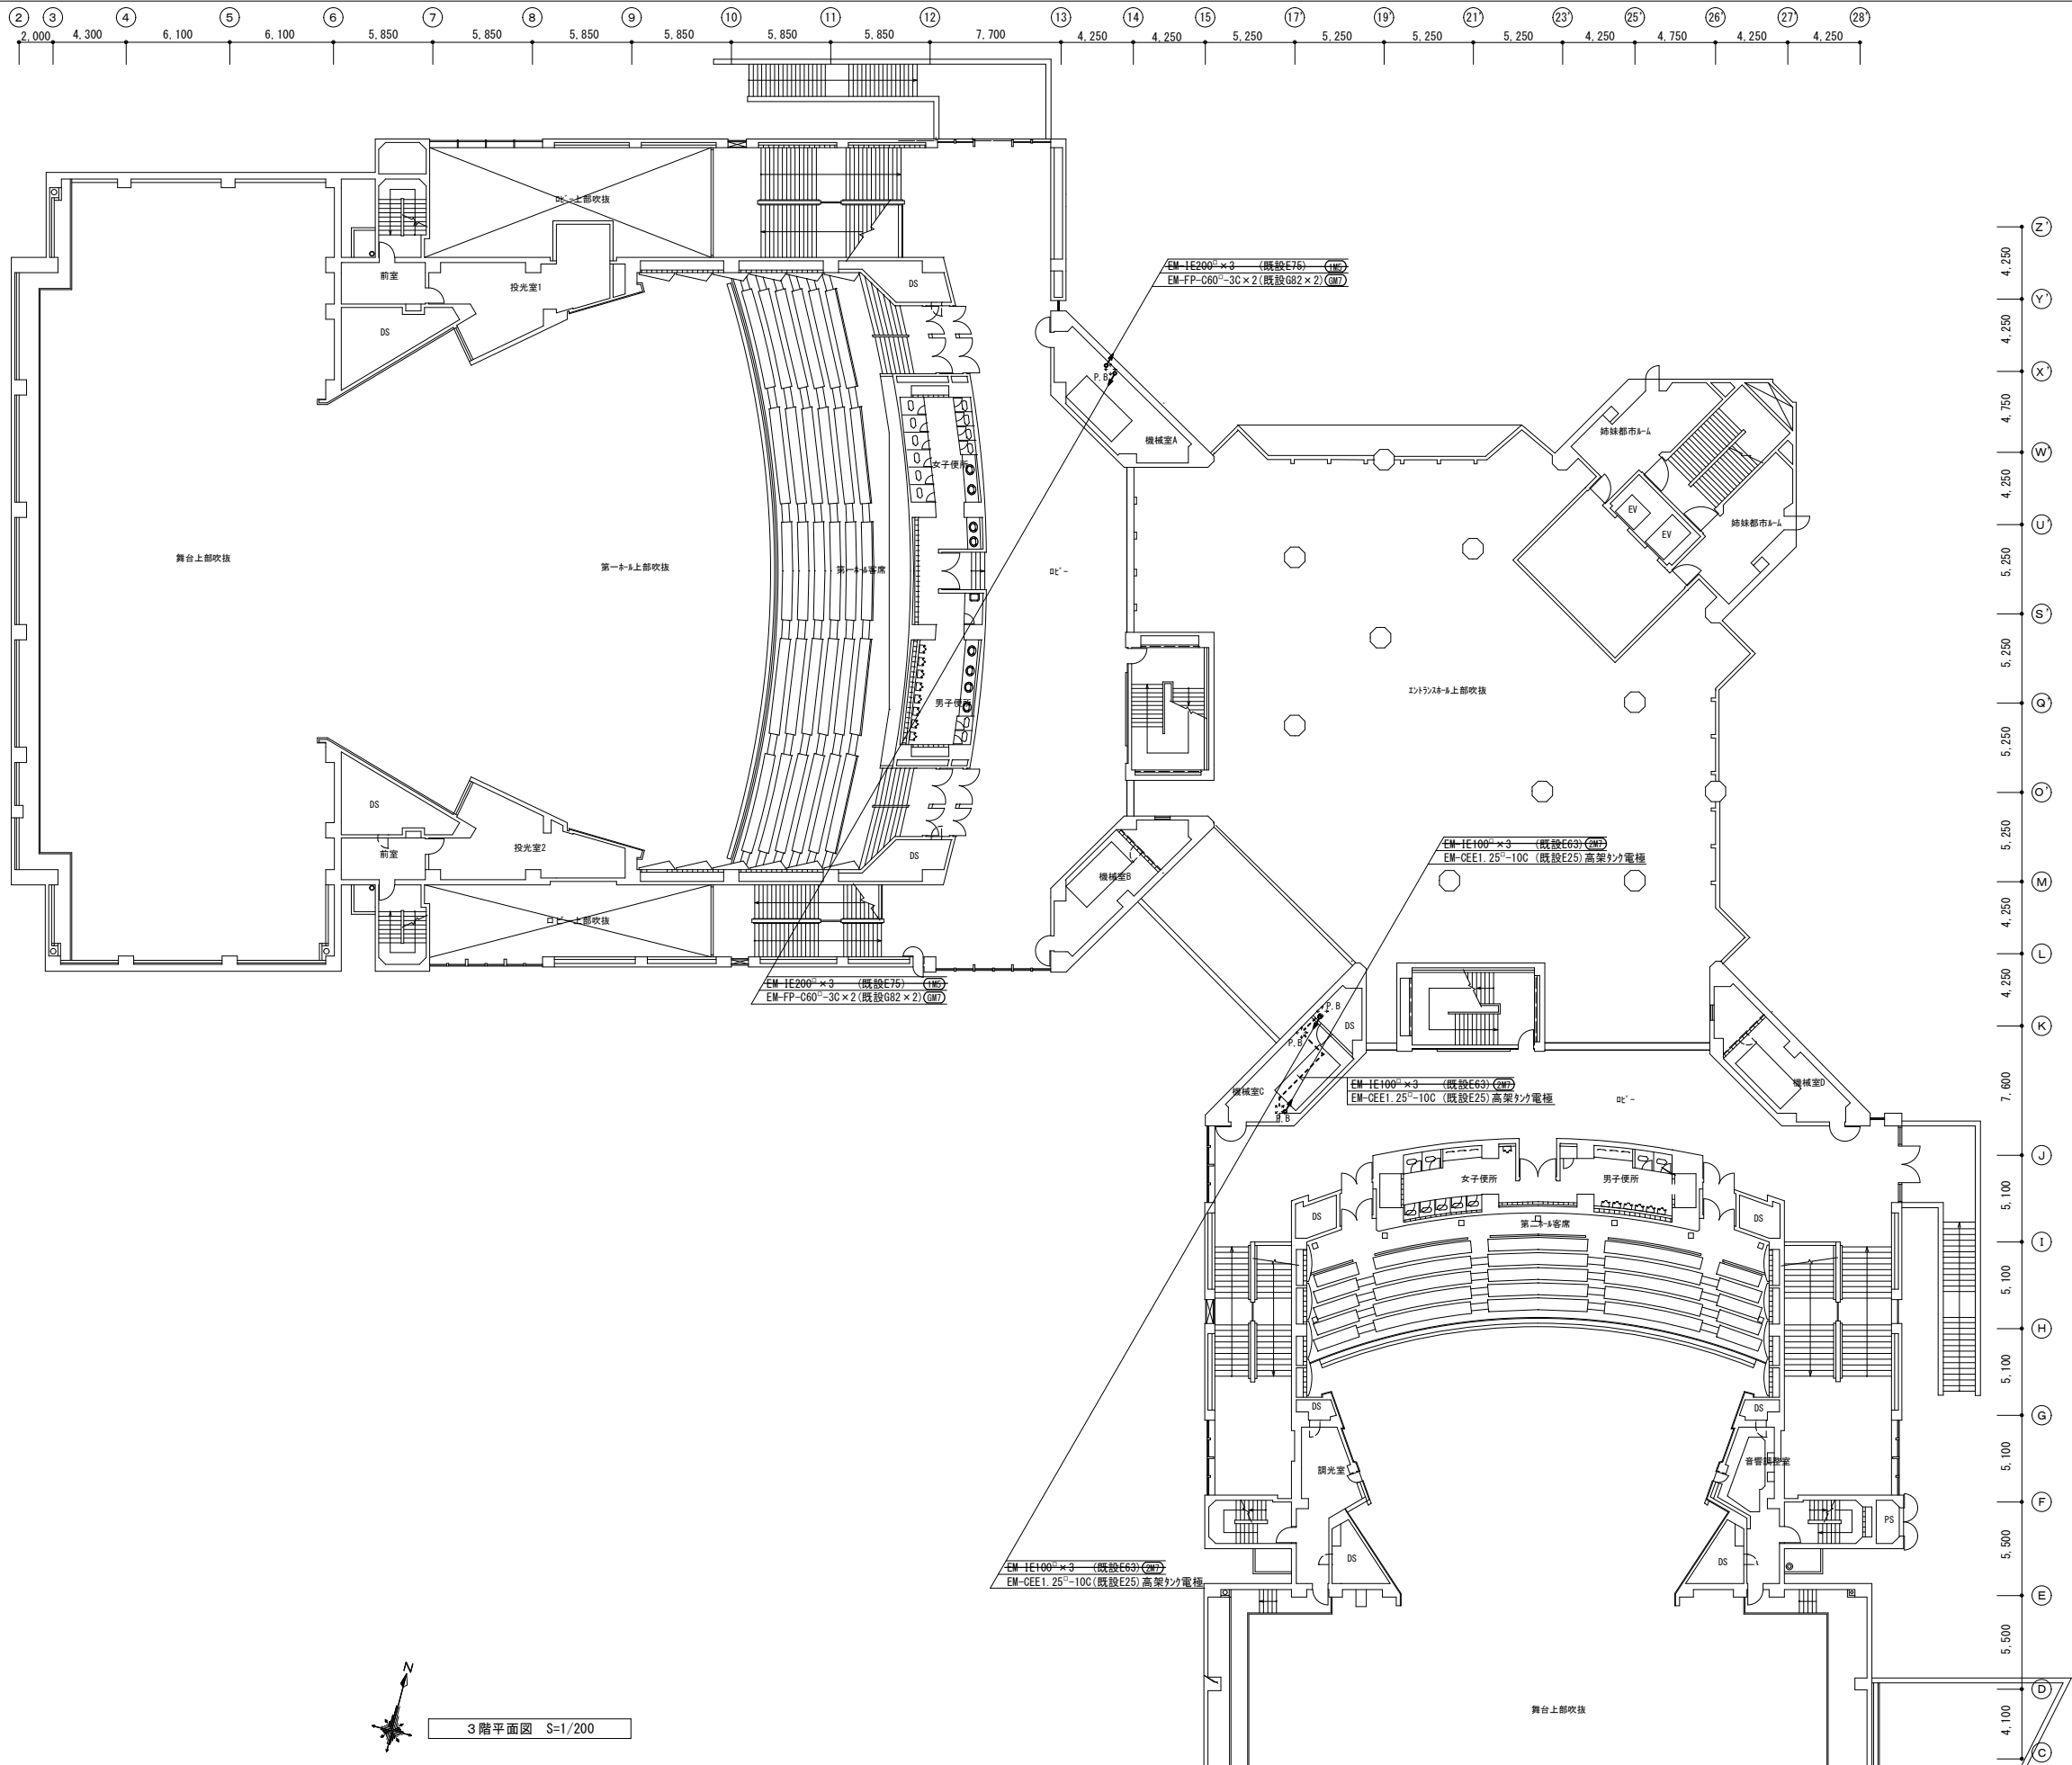 2 3 4 5 6 7 8 9 10 11 12 13 14 15 17' 19' 21' 23' 25' 26' 27' 28'
2,000 4,300 6,100 6,100 5,850 5,850 5,850 5,850 5,850 5,850 7,700 4,250 4,250 5,250 5,250 5,250 5,250 4,250 4,750 4,250 4,250
ロビー上部吹抜
Z'
4,250
前室
投光室1
DS
DS
EM-IE200□×3 (既設E75) 1M5
EM-FP-C60□-3C×2(既設G82×2) GM7
Y'
4,250
P.B
X'
機械室A
姉妹都市ルーム
4,750
女子便所
W'
4,250
EV
EV
姉妹都市ルーム
U'
舞台上部吹抜
第一ホール上部吹抜
第一ホール客席
ロビー
5,250
S'
5,250
エントランスホール上部吹抜
男子便所
Q'
5,250
DS
O'
前室
投光室2
DS
EM-IE100□×3 (既設E63) 2M7
EM-CEE1.25□-10C (既設E25)高架タンク電極
5,250
機械室B
M
ロビー上部吹抜
4,250
L
EM-IE200□×3 (既設E75) 1M5
EM-FP-C60□-3C×2(既設G82×2) GM7
4,250
P.B
DS
K
P.B
機械室C
EM-IE100□×3 (既設E63) 2M7
EM-CEE1.25□-10C (既設E25)高架タンク電極
ロビー
機械室D
7,600
P.B
J
女子便所
男子便所
5,100
DS
第二ホール客席
DS
I
5,100
H
5,100
DS
DS
G
調光室
音響調整室
5,100
F
PS
5,500
DS
DS
EM-IE100□×3 (既設E63) 2M7
EM-CEE1.25□-10C(既設E25)高架タンク電極
E
5,500
N
D
舞台上部吹抜
3階平面図 S=1/200
4,100
C